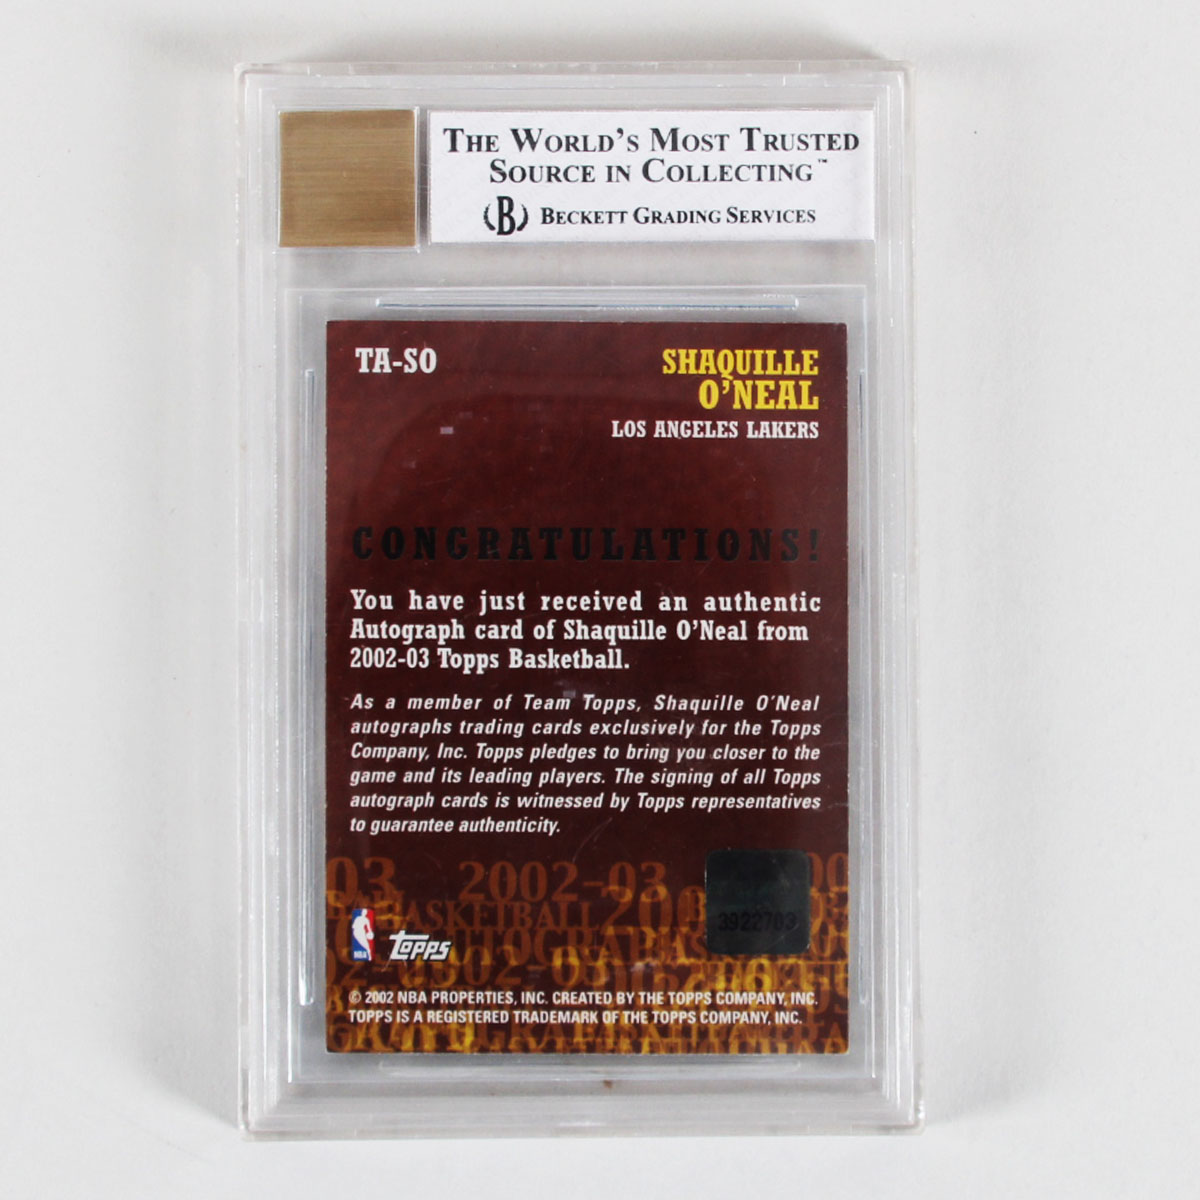 THE WORLD'S MOST TRUSTED
SOURCE IN COLLECTING™
B BECKETT GRADING SERVICES
TA-SO
SHAQUILLE
O'NEAL
LOS ANGELES LAKERS
CONGRATULATIONS!
You have just received an authentic
Autograph card of Shaquille O'Neal from
2002-03 Topps Basketball.
As a member of Team Topps, Shaquille O'Neal
autographs trading cards exclusively for the Topps
Company, Inc. Topps pledges to bring you closer to the
game and its leading players. The signing of all Topps
autograph cards is witnessed by Topps representatives
to guarantee authenticity.
03 2002-03
BASKETBALL
3922703
NBA TOPPS
© 2002 NBA PROPERTIES, INC. CREATED BY THE TOPPS COMPANY, INC.
TOPPS IS A REGISTERED TRADEMARK OF THE TOPPS COMPANY, INC.